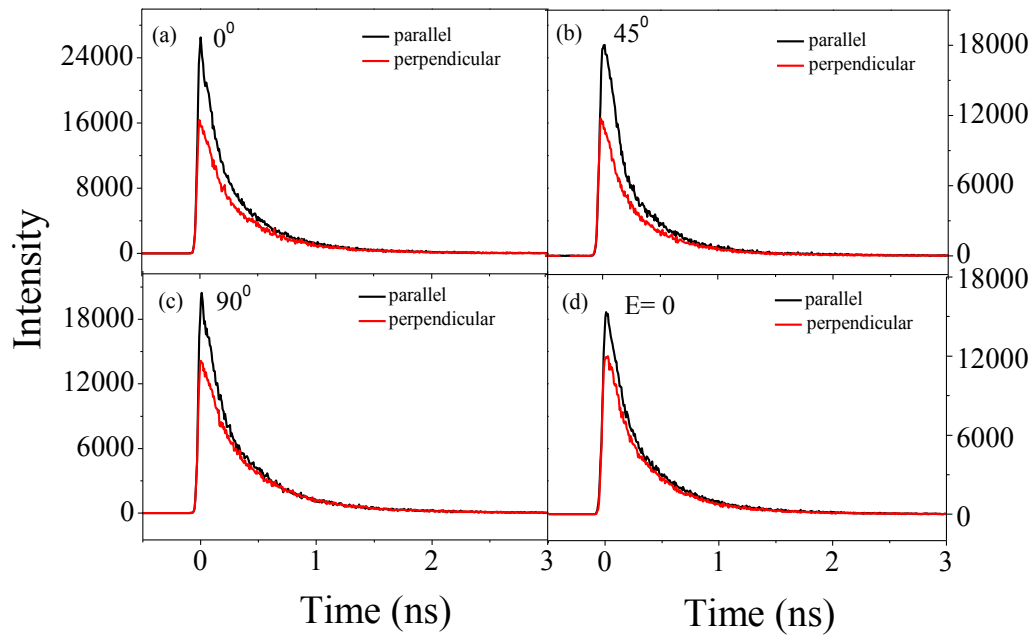 (a) 0⁰
parallel
perpendicular
24000
16000
8000
0
(b) 45⁰
parallel
perpendicular
18000
12000
6000
0
Intensity
(c) 90⁰
parallel
perpendicular
18000
12000
6000
0
(d) E= 0
parallel
perpendicular
18000
12000
6000
0
0 1 2 3
0 1 2 3
Time (ns)
Time (ns)